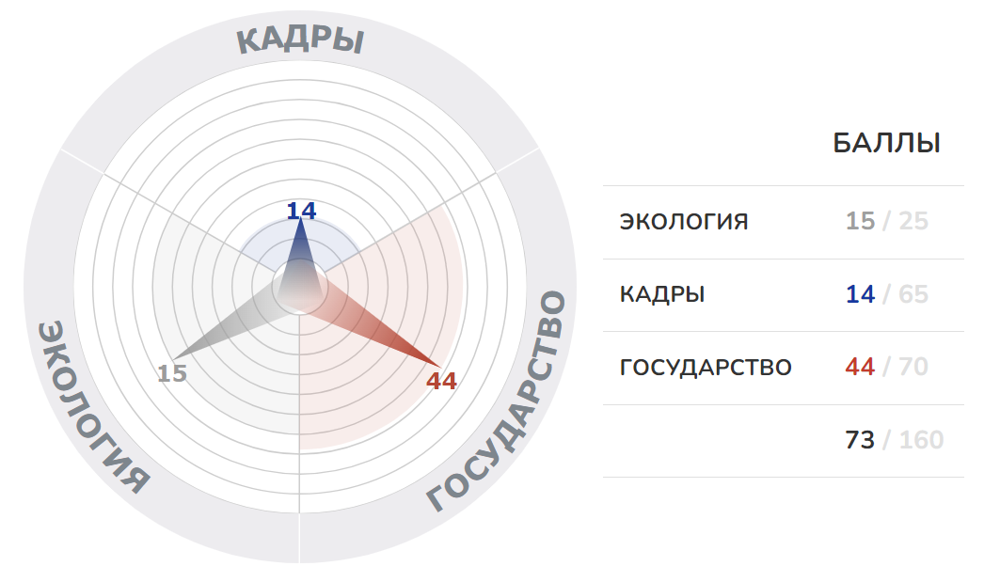 КАДРЫ
ЭКОЛОГИЯ
ГОСУДАРСТВО
14
15
44
БАЛЛЫ
ЭКОЛОГИЯ 15 / 25
КАДРЫ 14 / 65
ГОСУДАРСТВО 44 / 70
73 / 160